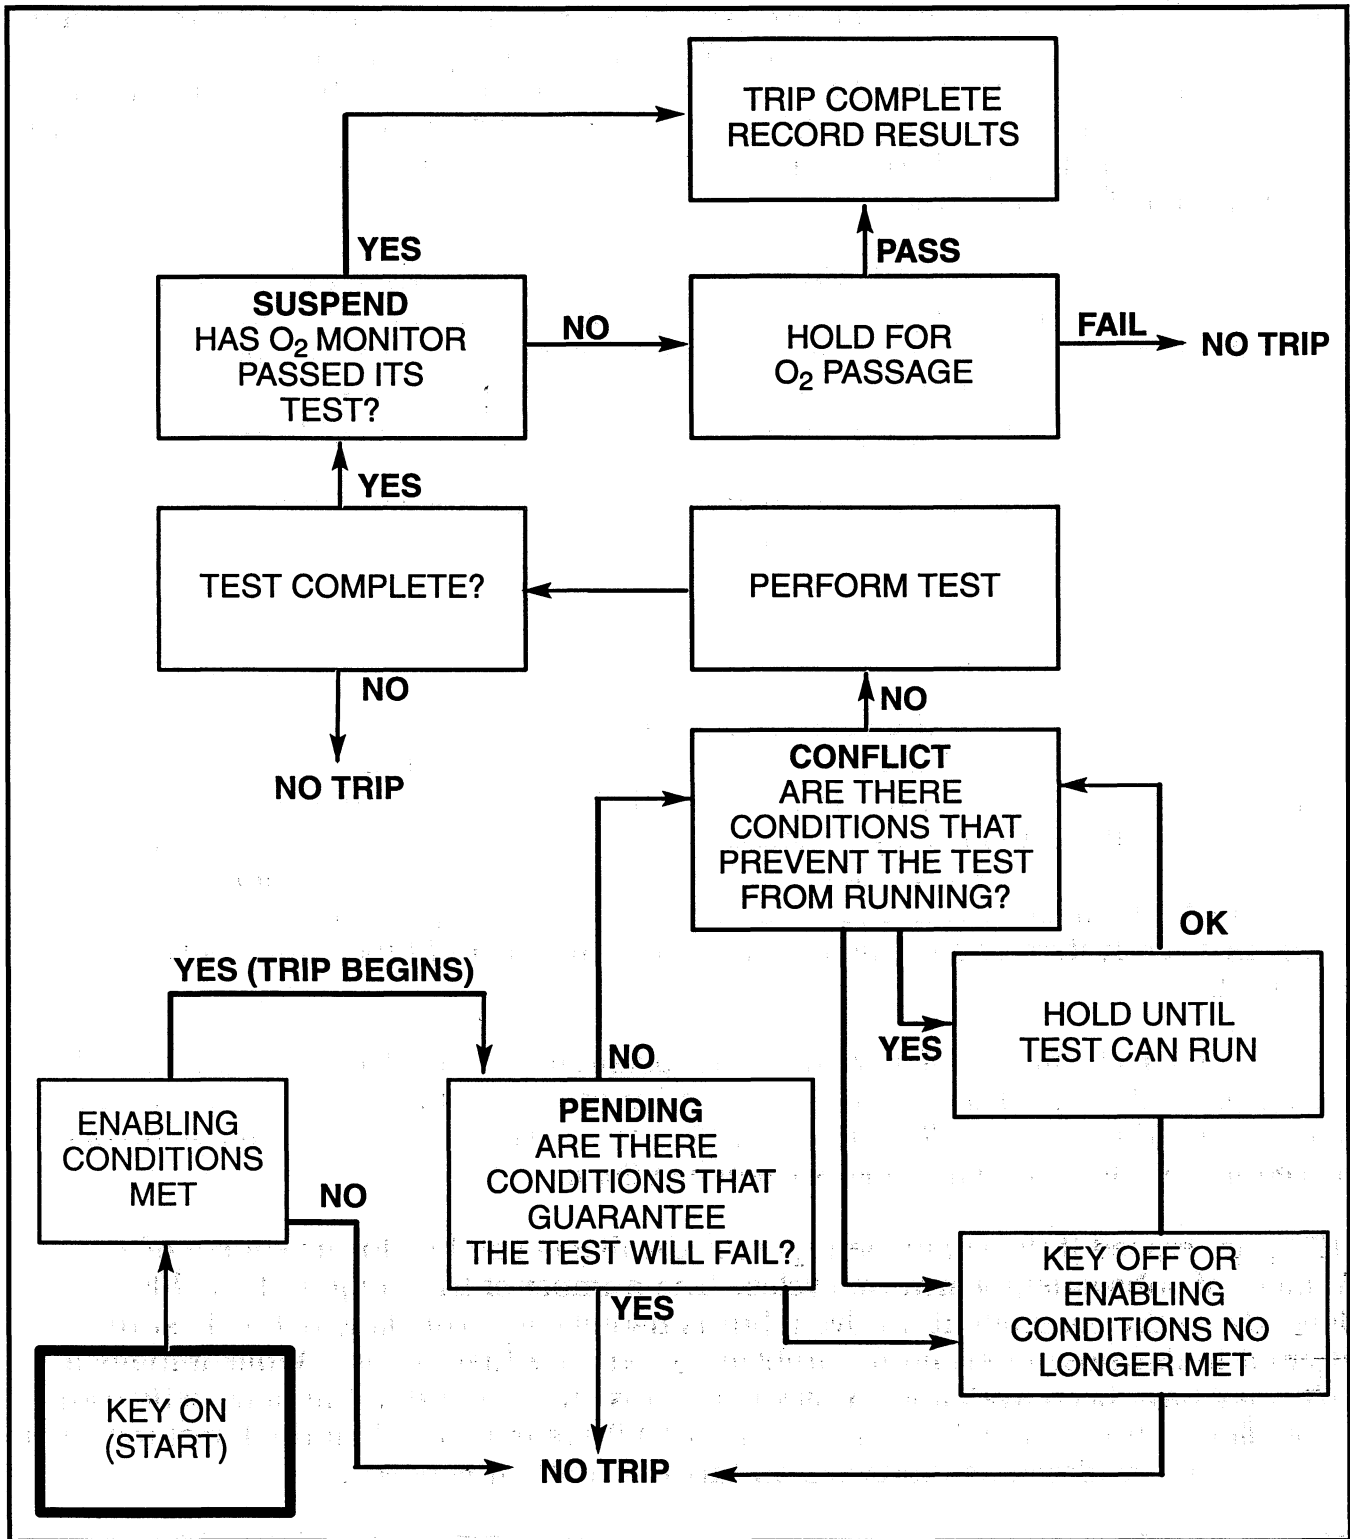 TRIP COMPLETE
RECORD RESULTS
YES
PASS
SUSPEND
HAS O₂ MONITOR
PASSED ITS
TEST?
NO
HOLD FOR
O₂ PASSAGE
FAIL
NO TRIP
YES
TEST COMPLETE?
PERFORM TEST
NO
NO TRIP
NO
CONFLICT
ARE THERE
CONDITIONS THAT
PREVENT THE TEST
FROM RUNNING?
OK
YES (TRIP BEGINS)
YES
HOLD UNTIL
TEST CAN RUN
NO
ENABLING
CONDITIONS
MET
NO
PENDING
ARE THERE
CONDITIONS THAT
GUARANTEE
THE TEST WILL FAIL?
YES
KEY OFF OR
ENABLING
CONDITIONS NO
LONGER MET
KEY ON
(START)
NO TRIP